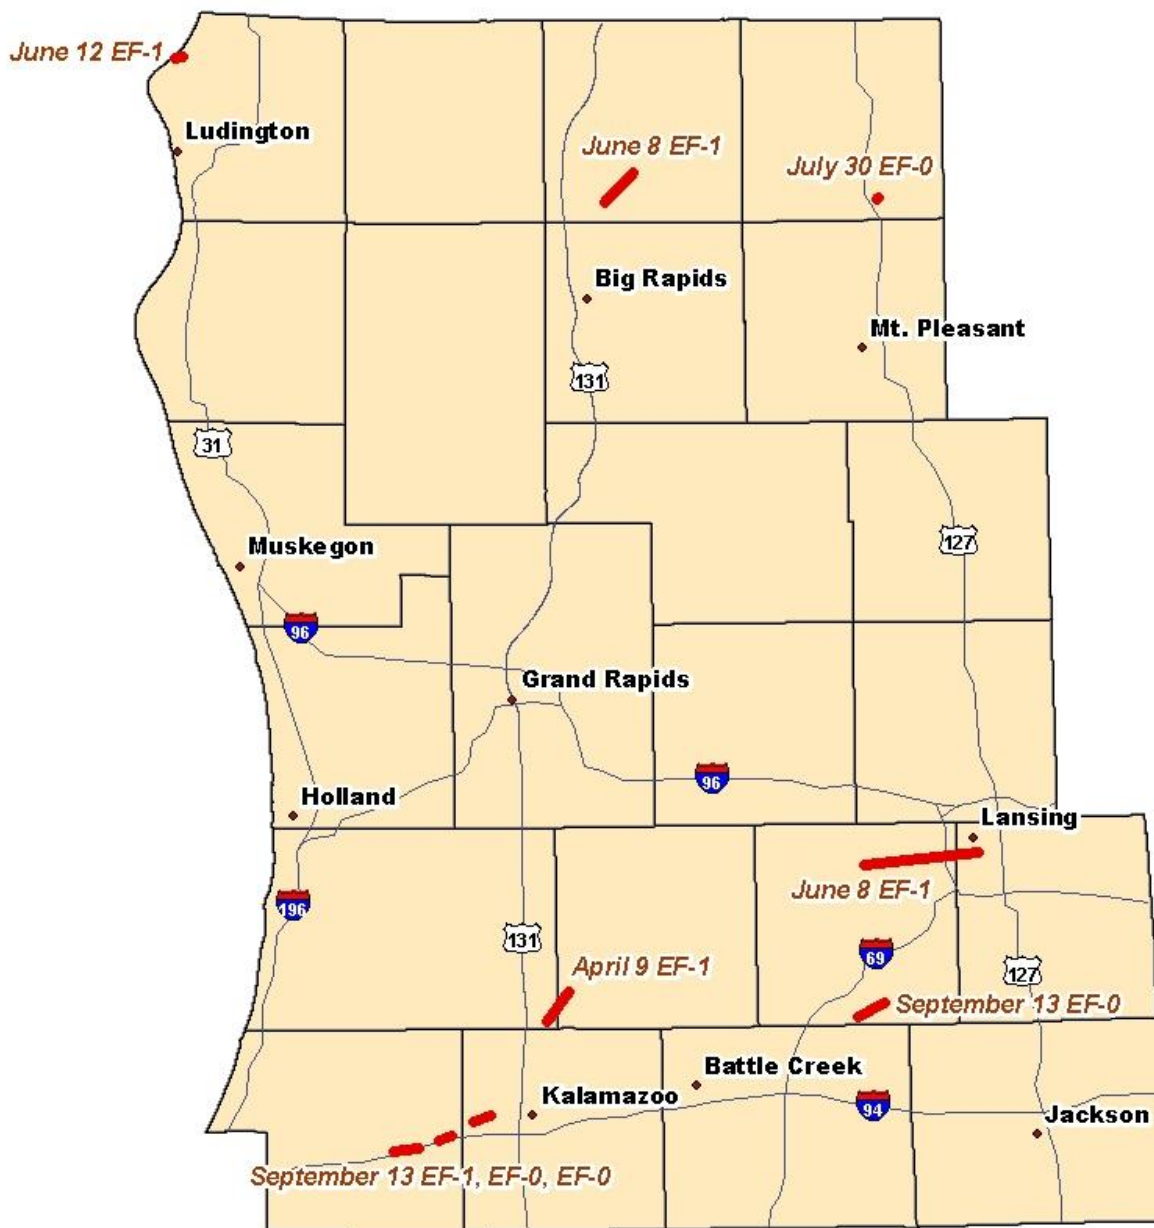 June 12 EF-1
Ludington
June 8 EF-1
July 30 EF-0
Big Rapids
Mt. Pleasant
131
31
127
Muskegon
96
Grand Rapids
96
Holland
Lansing
June 8 EF-1
196
131
69
127
April 9 EF-1
September 13 EF-0
Battle Creek
Kalamazoo
94
Jackson
September 13 EF-1, EF-0, EF-0